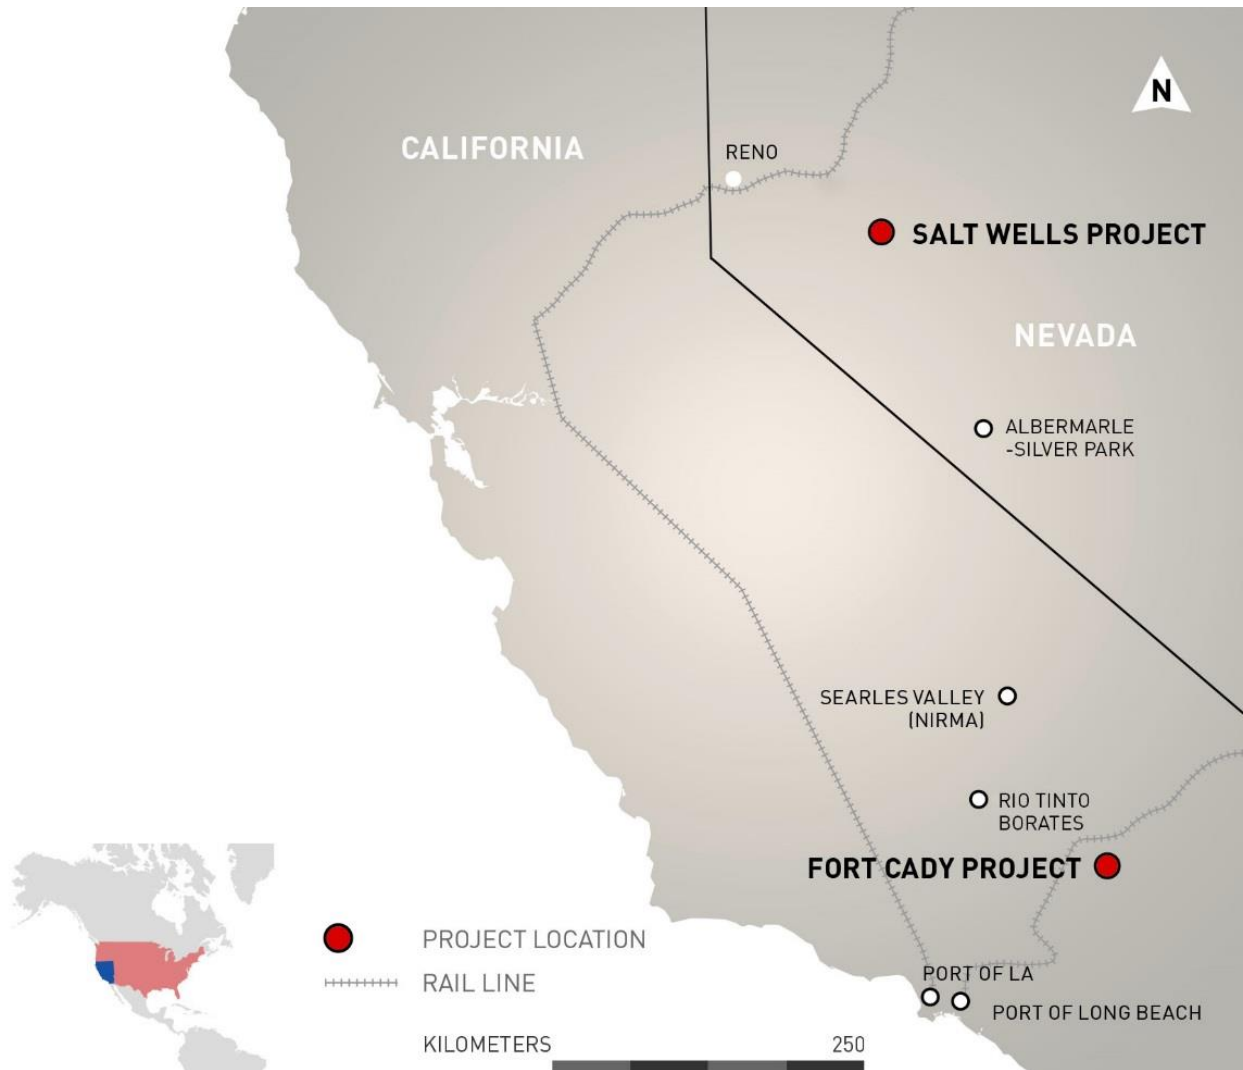 N
CALIFORNIA
RENO
SALT WELLS PROJECT
NEVADA
ALBERMARLE
-SILVER PARK
SEARLES VALLEY
(NIRMA)
RIO TINTO
BORATES
FORT CADY PROJECT
PROJECT LOCATION
RAIL LINE
PORT OF LA
PORT OF LONG BEACH
KILOMETERS
250